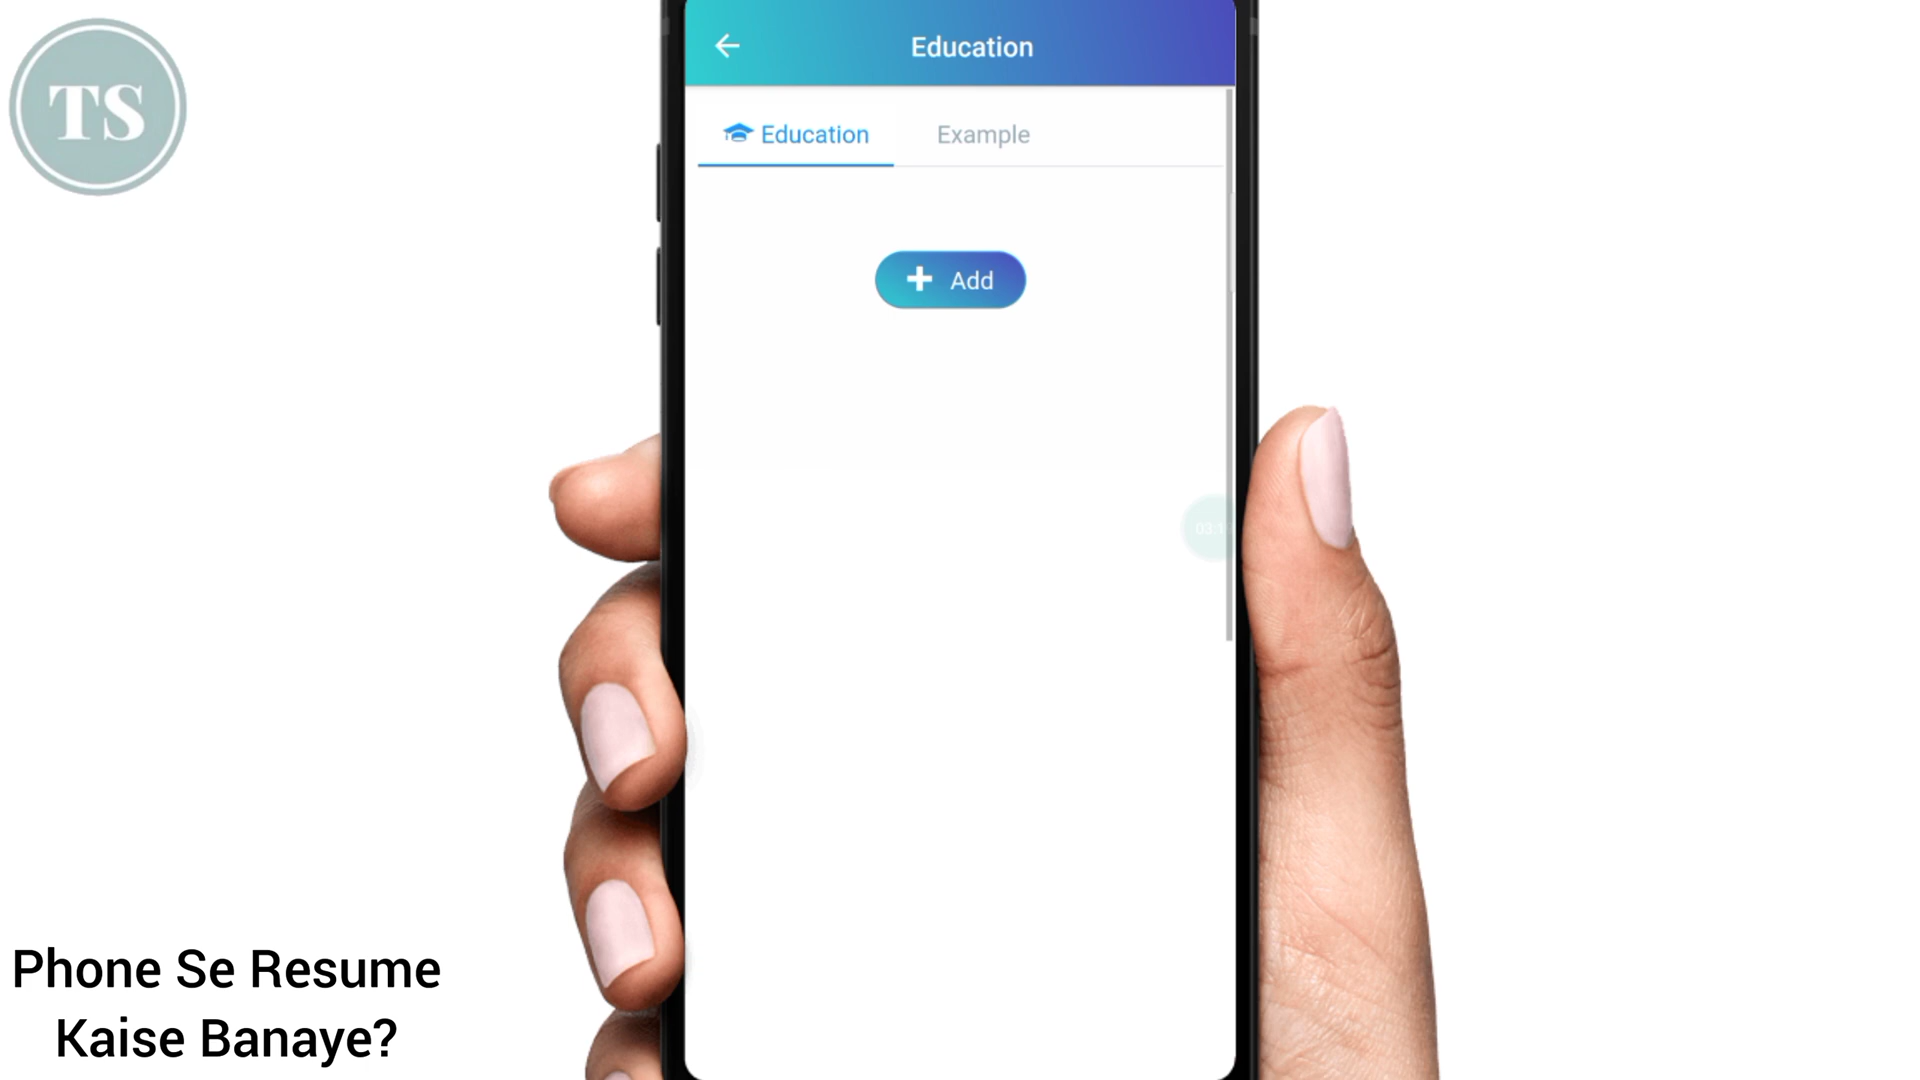 TS
Education
Education
Example
Add
Phone Se Resume
Kaise Banaye?